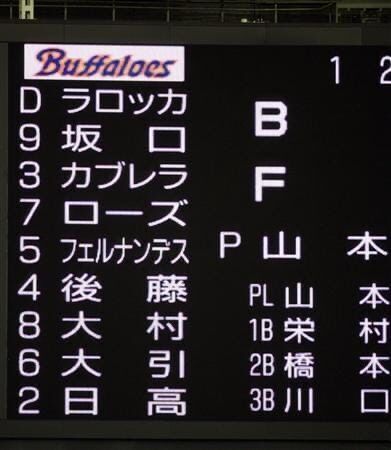 Buffaloes
1 2
D ラロッカ
9 坂口
3 カブレラ
7 ローズ
5 フェルナンデス
4 後藤
8 大村
6 大引
2 日高
B
F
P 山本
PL 山本
1B 栄村
2B 橋本
3B 川口